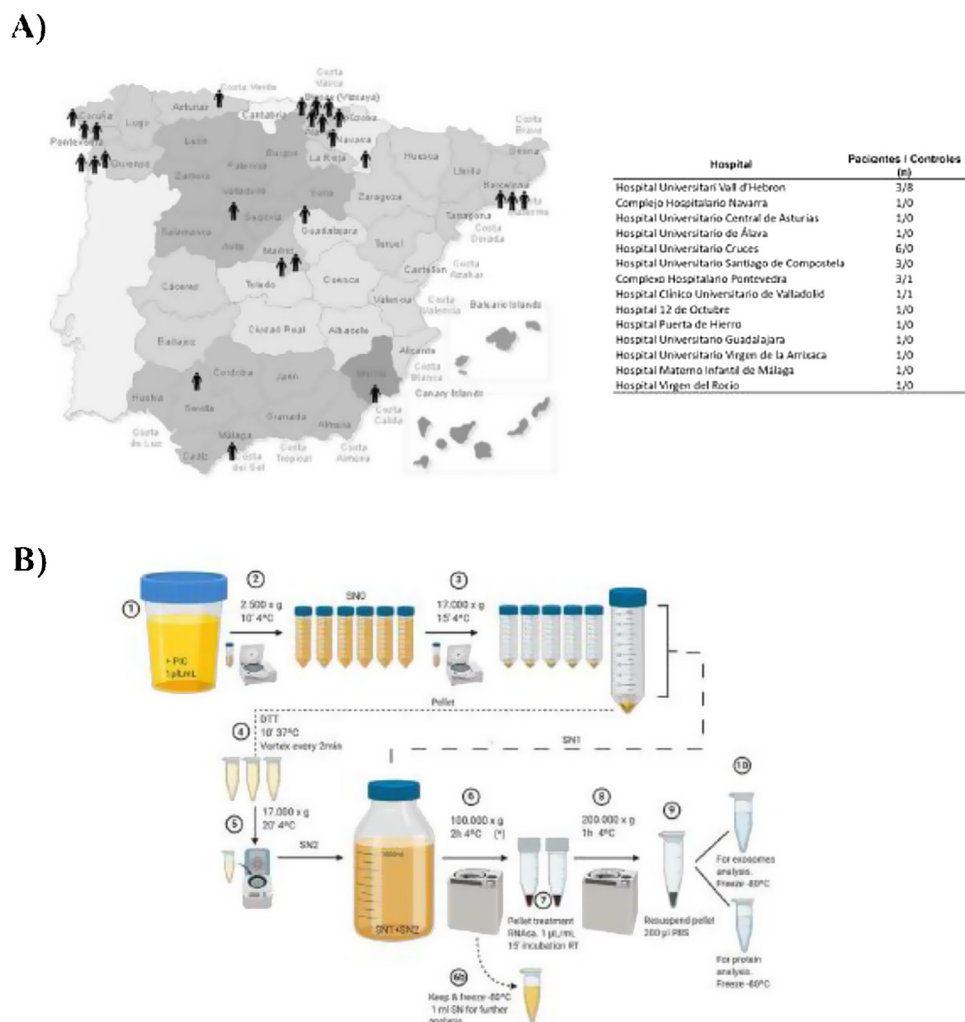 A)
Costa Verde
Costa Vasca
(Vizcaya)
Coruña
Lugo
Asturias
Cantabria
Navarra
Pontevedra
Ourense
León
Palencia
Burgos
La Rioja
Huesca
Lleida
Girona
Costa Brava
Zamora
Valladolid
Soria
Zaragoza
Barcelona
Tarragona
Costa Dorada
Salamanca
Segovia
Avila
Guadalajara
Madrid
Teruel
Castellon
Costa Azahar
Cáceres
Toledo
Cuenca
Valencia
Costa Valencia
Balearic Islands
Badajoz
Ciudad Real
Albacete
Alicante
Costa Blanca
Huelva
Cordoba
Jaén
Murcia
Costa Calida
Canary Islands
Sevilla
Granada
Almeria
Costa de Luz
Málaga
Cadiz
Costa del Sol
Costa Tropical
Costa Almeria
Hospital Pacientes / Controles (n)
Hospital Universitari Vall d'Hebron 3/8
Complejo Hospitalario Navarra 1/0
Hospital Universitario Central de Asturias 1/0
Hospital Universitario de Álava 1/0
Hospital Universitario Cruces 6/0
Hospital Universitario Santiago de Compostela 3/0
Complexo Hospitalario Pontevedra 3/1
Hospital Clínico Universitario de Valladolid 1/1
Hospital 12 de Octubre 1/0
Hospital Puerta de Hierro 1/0
Hospital Universitario Guadalajara 1/0
Hospital Universitario Virgen de la Arrixaca 1/0
Hospital Materno Infantil de Málaga 1/0
Hospital Virgen del Rocio 1/0
B)
1
+ PIC
1 µL/mL
2
2.500 x g
10' 4ºC
SN0
3
17.000 x g
15' 4ºC
Pellet
SN1
4
DTT
10' 37ºC
Vortex every 2min
5
17.000 x g
20' 4ºC
SN2
SN1+SN2
6
100.000 x g
2h 4ºC (*)
6b
Keep & freeze -80ºC
1 ml SN for further
analysis
7
Pellet treatment
RNAsa. 1 µL/mL
15' incubation RT
8
200.000 x g
1h 4ºC
9
Resuspend pellet
200 µl PBS
10
For exosomes
analysis.
Freeze -80ºC
For protein
analysis.
Freeze -80ºC